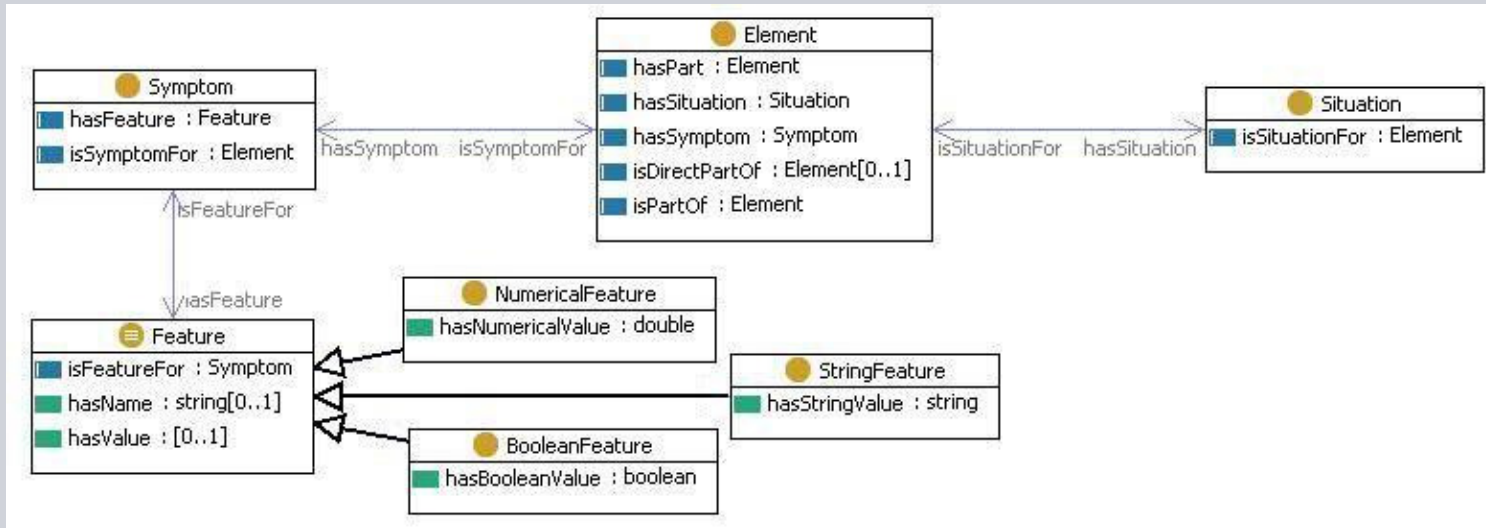 Element
hasPart : Element
hasSituation : Situation
hasSymptom : Symptom
isDirectPartOf : Element[0..1]
isPartOf : Element
Symptom
hasFeature : Feature
isSymptomFor : Element
Situation
isSituationFor : Element
hasSymptom isSymptomFor
isSituationFor hasSituation
isFeatureFor
hasFeature
Feature
isFeatureFor : Symptom
hasName : string[0..1]
hasValue : [0..1]
NumericalFeature
hasNumericalValue : double
StringFeature
hasStringValue : string
BooleanFeature
hasBooleanValue : boolean